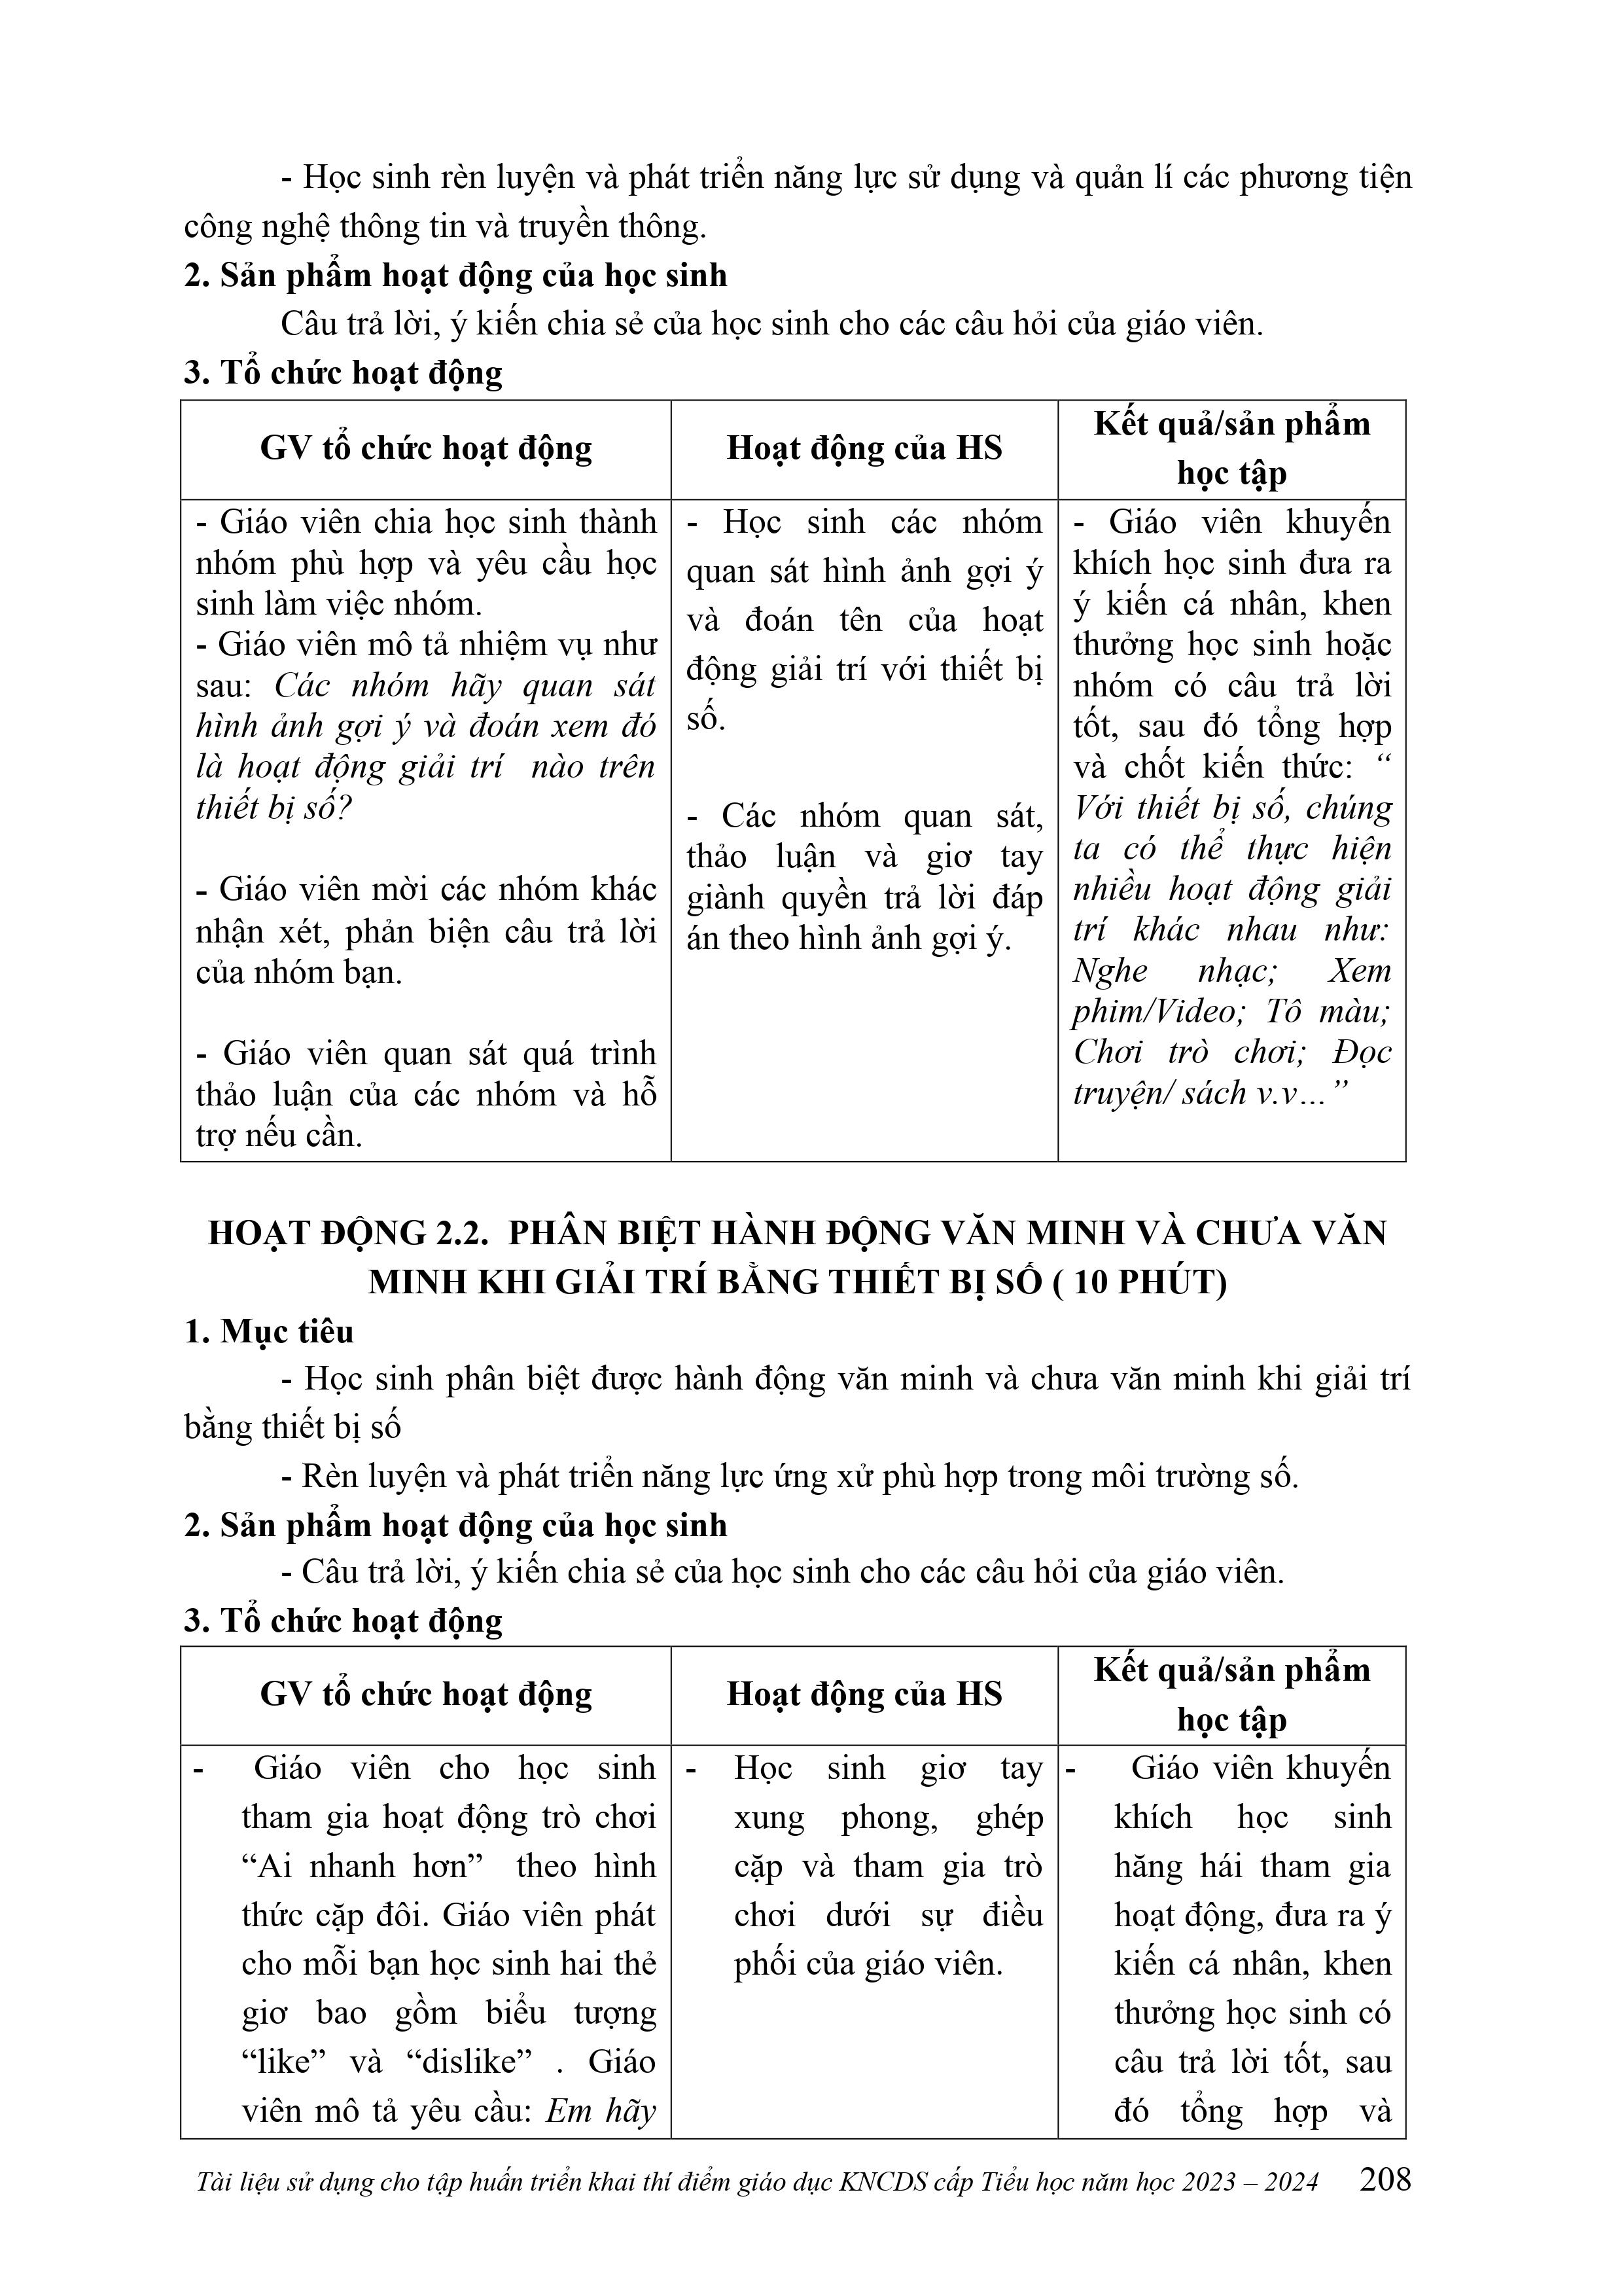 - Học sinh rèn luyện và phát triển năng lực sử dụng và quản lí các phương tiện
công nghệ thông tin và truyền thông.
2. Sản phẩm hoạt động của học sinh
Câu trả lời, ý kiến chia sẻ của học sinh cho các câu hỏi của giáo viên.
3. Tổ chức hoạt động
GV tổ chức hoạt động
Hoạt động của HS
Kết quả/sản phẩm
học tập
- Giáo viên chia học sinh thành
nhóm phù hợp và yêu cầu học
sinh làm việc nhóm.
- Giáo viên mô tả nhiệm vụ như
sau: Các nhóm hãy quan sát
hình ảnh gợi ý và đoán xem đó
là hoạt động giải trí  nào trên
thiết bị số?
- Giáo viên mời các nhóm khác
nhận xét, phản biện câu trả lời
của nhóm bạn.
- Giáo viên quan sát quá trình
thảo luận của các nhóm và hỗ
trợ nếu cần.
- Học sinh các nhóm
quan sát hình ảnh gợi ý
và đoán tên của hoạt
động giải trí với thiết bị
số.
- Các nhóm quan sát,
thảo luận và giơ tay
giành quyền trả lời đáp
án theo hình ảnh gợi ý.
- Giáo viên khuyến
khích học sinh đưa ra
ý kiến cá nhân, khen
thưởng học sinh hoặc
nhóm có câu trả lời
tốt, sau đó tổng hợp
và chốt kiến thức: “
Với thiết bị số, chúng
ta có thể thực hiện
nhiều hoạt động giải
trí khác nhau như:
Nghe nhạc; Xem
phim/Video; Tô màu;
Chơi trò chơi; Đọc
truyện/ sách v.v…”
HOẠT ĐỘNG 2.2.  PHÂN BIỆT HÀNH ĐỘNG VĂN MINH VÀ CHƯA VĂN
MINH KHI GIẢI TRÍ BẰNG THIẾT BỊ SỐ ( 10 PHÚT)
1. Mục tiêu
- Học sinh phân biệt được hành động văn minh và chưa văn minh khi giải trí
bằng thiết bị số
- Rèn luyện và phát triển năng lực ứng xử phù hợp trong môi trường số.
2. Sản phẩm hoạt động của học sinh
- Câu trả lời, ý kiến chia sẻ của học sinh cho các câu hỏi của giáo viên.
3. Tổ chức hoạt động
GV tổ chức hoạt động
Hoạt động của HS
Kết quả/sản phẩm
học tập
- Giáo viên cho học sinh
tham gia hoạt động trò chơi
“Ai nhanh hơn”  theo hình
thức cặp đôi. Giáo viên phát
cho mỗi bạn học sinh hai thẻ
giơ bao gồm biểu tượng
“like” và “dislike” . Giáo
viên mô tả yêu cầu: Em hãy
- Học sinh giơ tay
xung phong, ghép
cặp và tham gia trò
chơi dưới sự điều
phối của giáo viên.
- Giáo viên khuyến
khích học sinh
hăng hái tham gia
hoạt động, đưa ra ý
kiến cá nhân, khen
thưởng học sinh có
câu trả lời tốt, sau
đó tổng hợp và
Tài liệu sử dụng cho tập huấn triển khai thí điểm giáo dục KNCDS cấp Tiểu học năm học 2023 – 2024 208